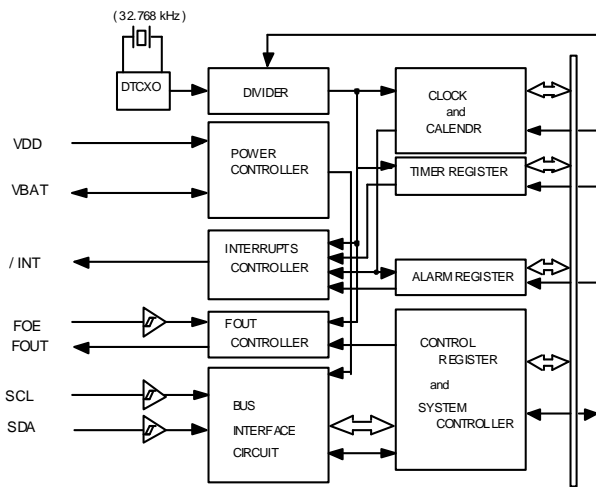 ( 32.768 kHz)
DTCXO
DIVIDER
CLOCK
and
CALENDR
VDD
VBAT
POWER
CONTROLLER
TIMER REGISTER
/ INT
INTERRUPTS
CONTROLLER
ALARM REGISTER
FOE
FOUT
FOUT
CONTROLLER
CONTROL
REGISTER
and
SYSTEM
CONTROLLER
SCL
SDA
BUS
INTERFACE
CIRCUIT